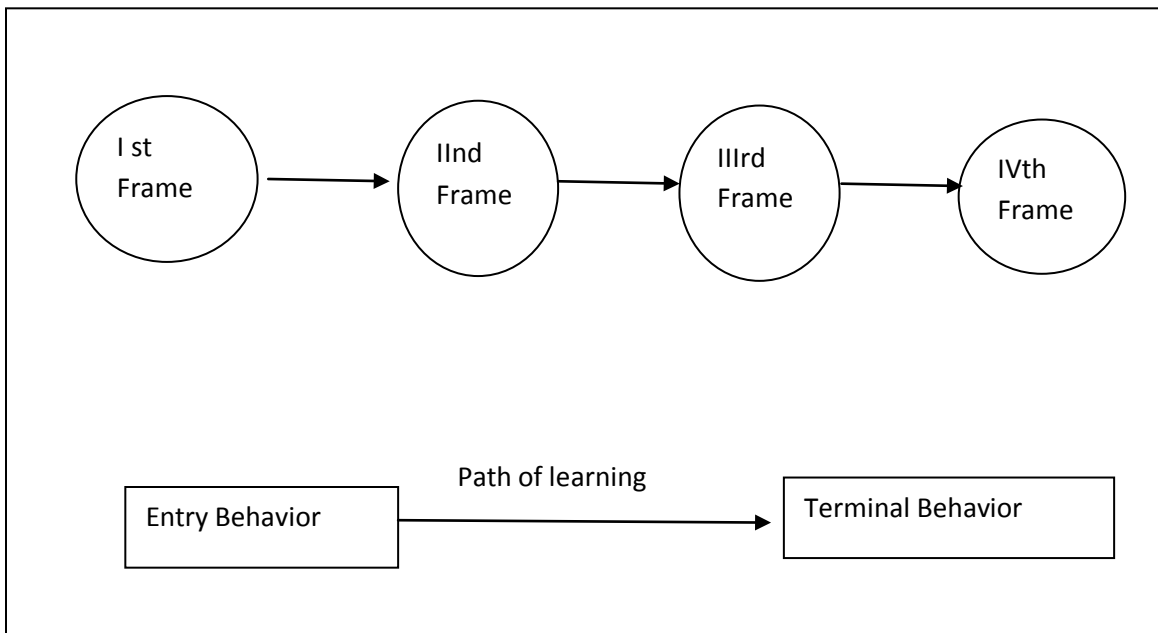 I st
Frame
IInd
Frame
IIIrd
Frame
IVth
Frame
Path of learning
Entry Behavior
Terminal Behavior